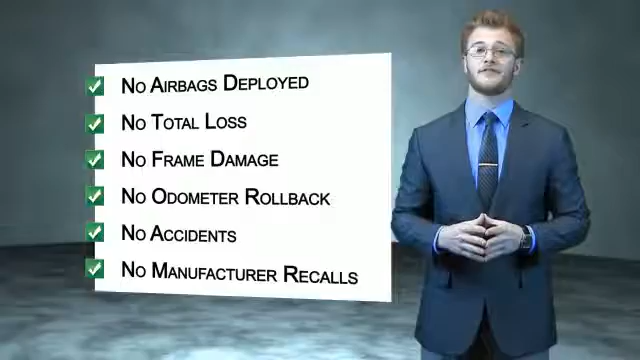 No Airbags Deployed
No Total Loss
No Frame Damage
No Odometer Rollback
No Accidents
No Manufacturer Recalls